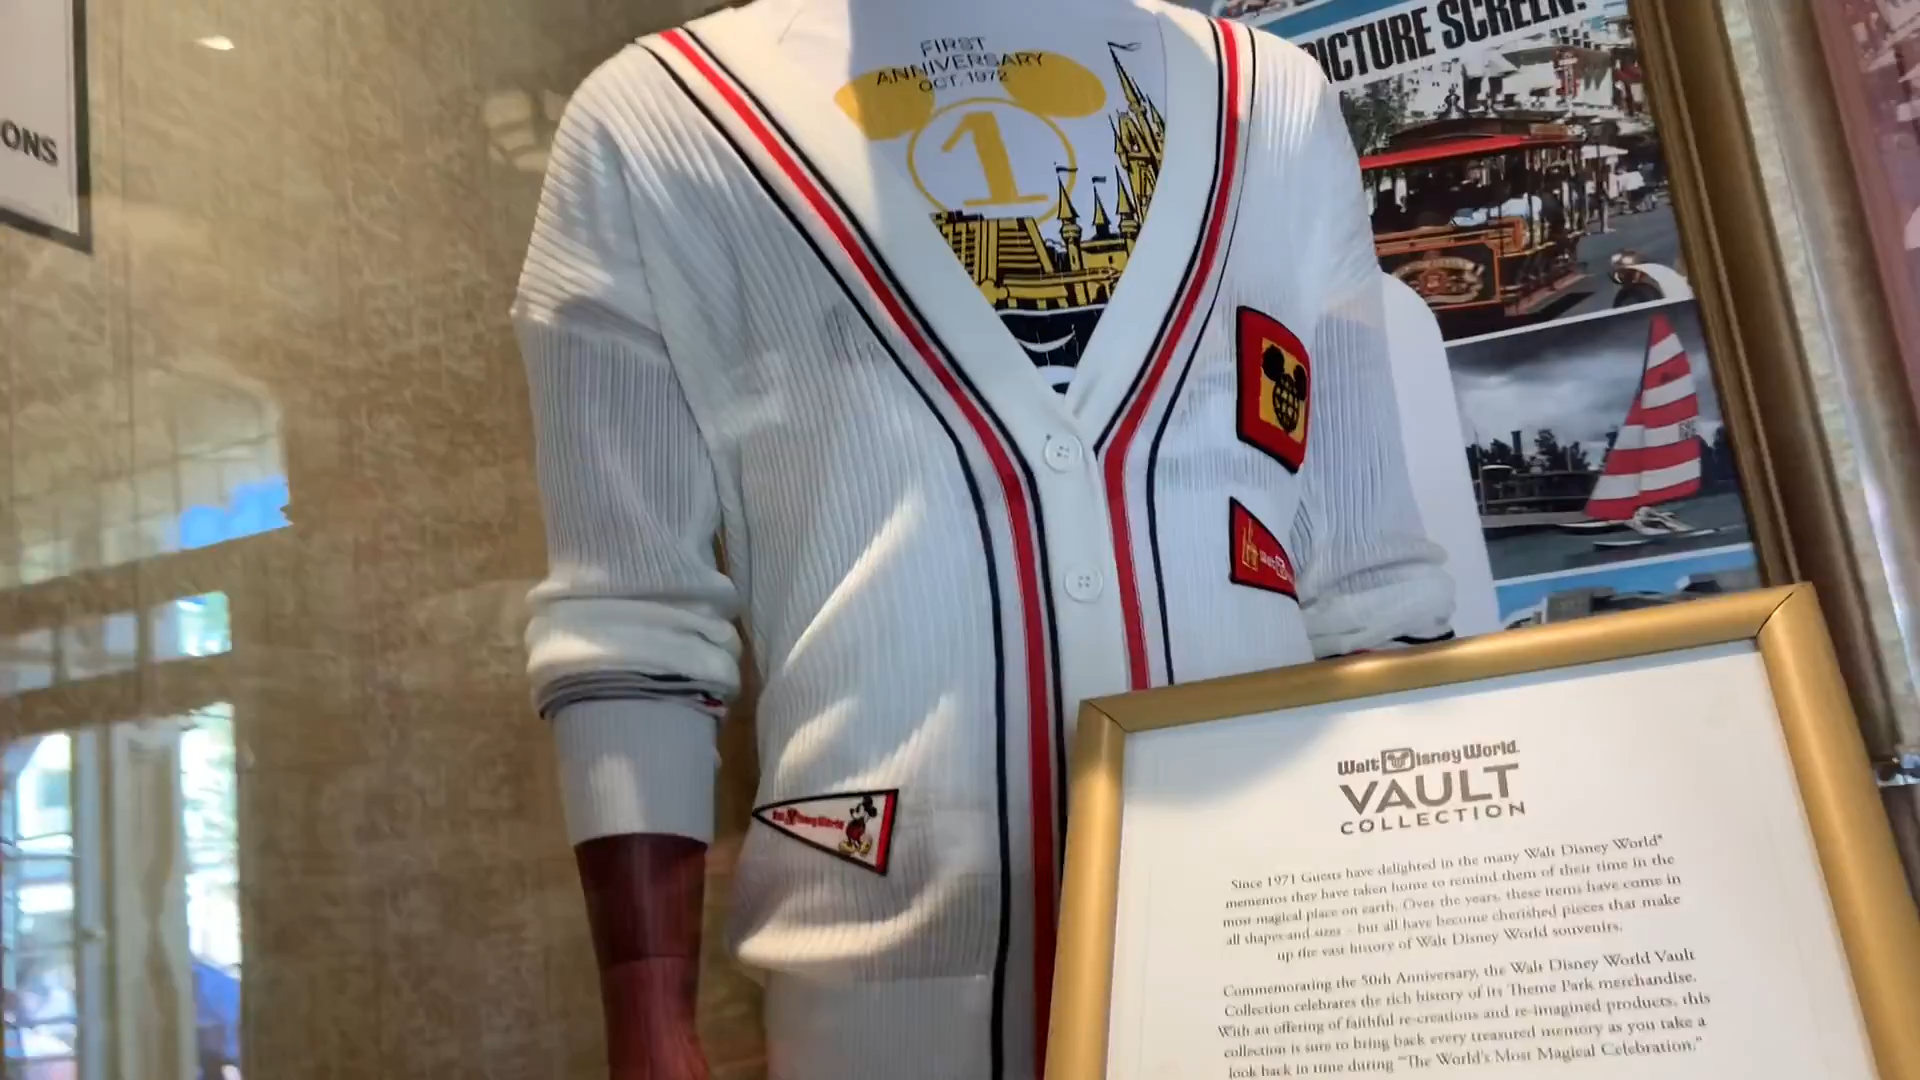 ONS
FIRST
ANNIVERSARY
OCT. 1972
1
PICTURE SCREEN!
Walt Disney World
Walt Disney World.
VAULT
COLLECTION
Since 1971 Guests have delighted in the many Walt Disney World®
mementos they have taken home to remind them of their time in the
most magical place on earth. Over the years, these items have come in
all shapes and sizes – but all have become cherished pieces that make
up the vast history of Walt Disney World souvenirs.
Commemorating the 50th Anniversary, the Walt Disney World Vault
Collection celebrates the rich history of its Theme Park merchandise.
With an offering of faithful re-creations and re-imagined products, this
collection is sure to bring back every treasured memory as you take a
look back in time during "The World's Most Magical Celebration."